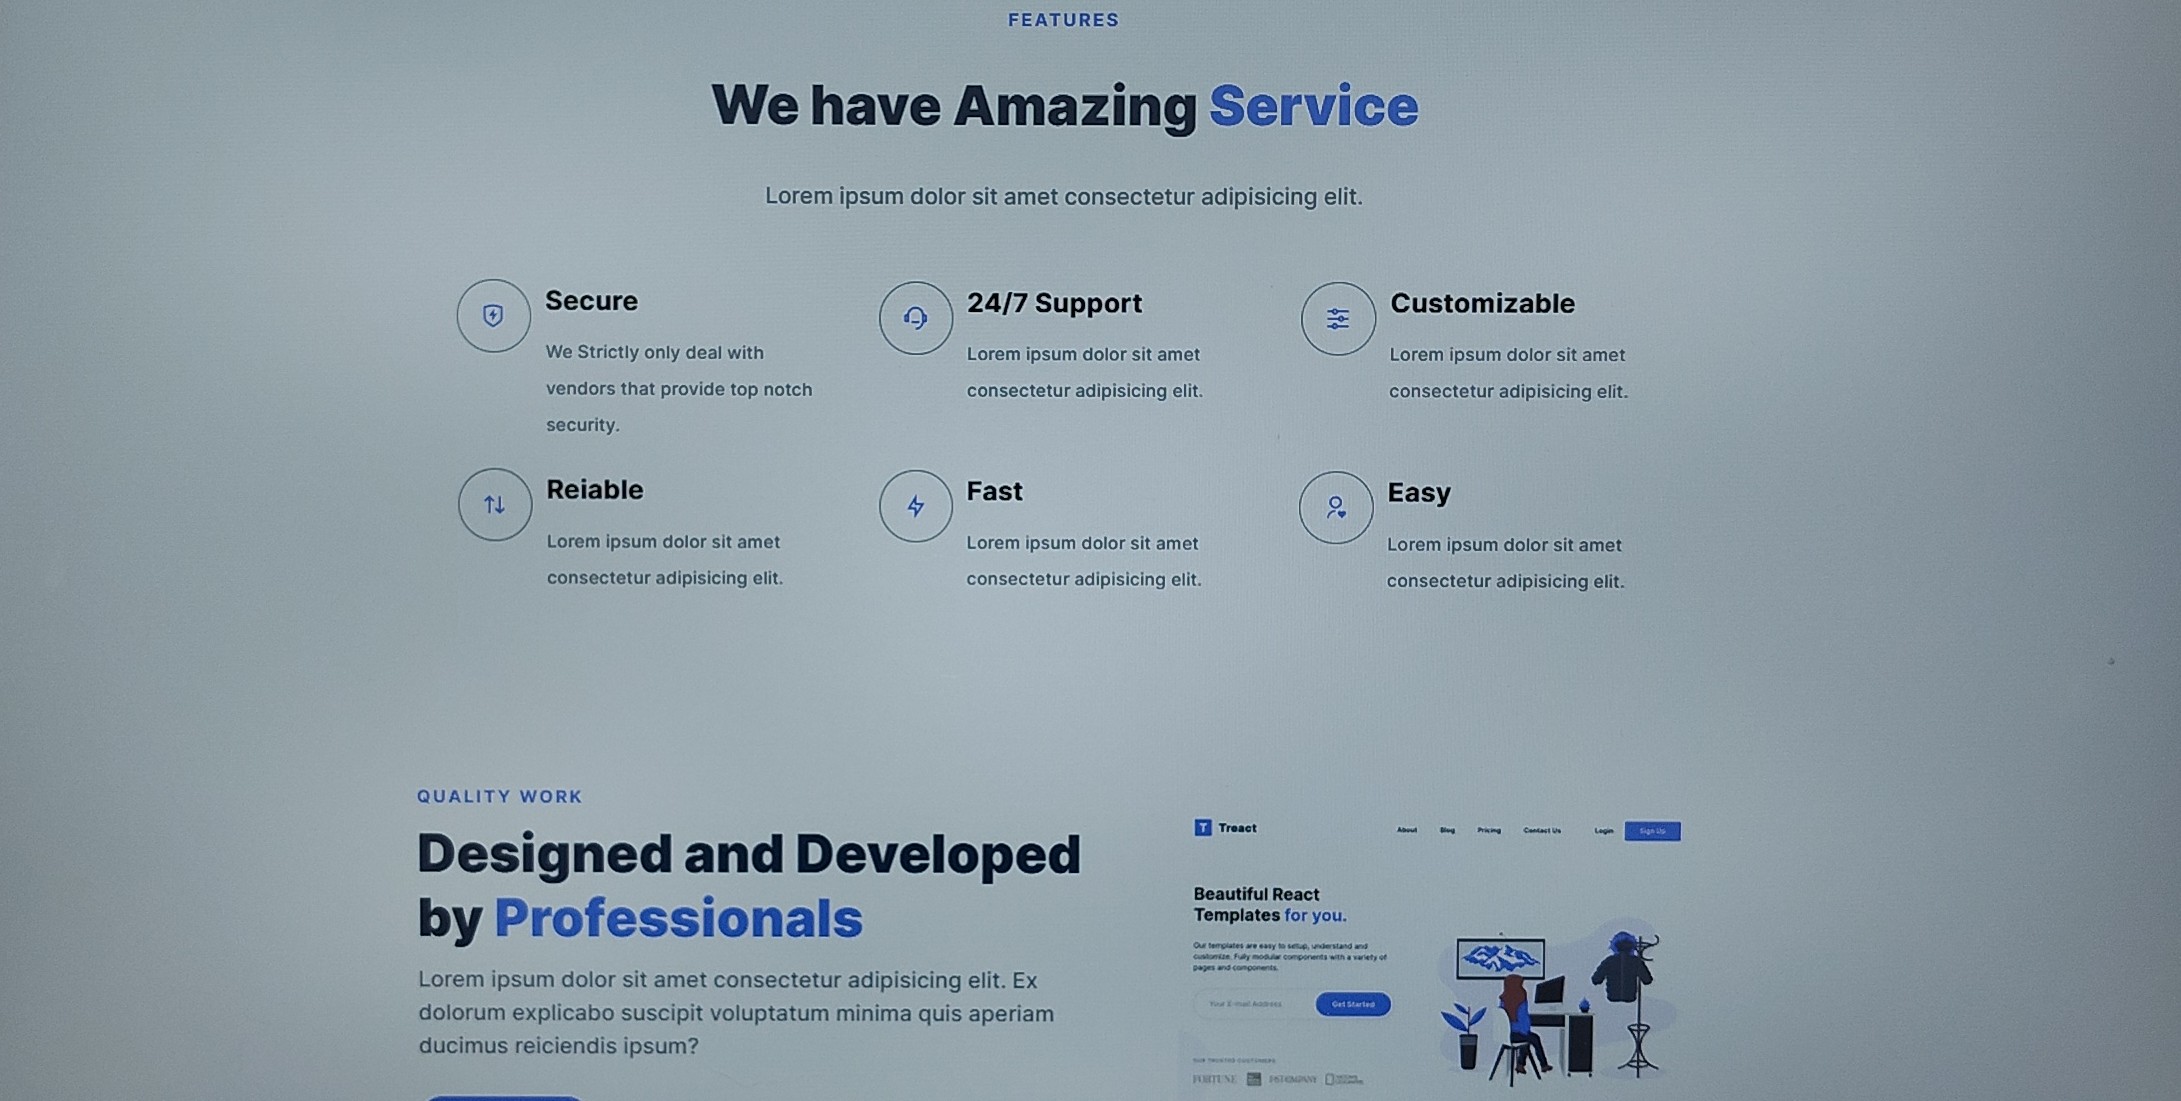 FEATURES
We have Amazing Service
Lorem ipsum dolor sit amet consectetur adipisicing elit.
Secure
We Strictly only deal with
vendors that provide top notch
security.
24/7 Support
Lorem ipsum dolor sit amet
consectetur adipisicing elit.
Customizable
Lorem ipsum dolor sit amet
consectetur adipisicing elit.
Reiable
Lorem ipsum dolor sit amet
consectetur adipisicing elit.
Fast
Lorem ipsum dolor sit amet
consectetur adipisicing elit.
Easy
Lorem ipsum dolor sit amet
consectetur adipisicing elit.
QUALITY WORK
Designed and Developed
by Professionals
Lorem ipsum dolor sit amet consectetur adipisicing elit. Ex
dolorum explicabo suscipit voluptatum minima quis aperiam
ducimus reiciendis ipsum?
T Treact
About Blog Pricing Contact Us Login Sign Up
Beautiful React
Templates for you.
Our templates are easy to setup, understand and
customize. Fully modular components with a variety of
pages and components.
Your E-mail Address Get Started
OUR TRUSTED CUSTOMERS
FORTUNE